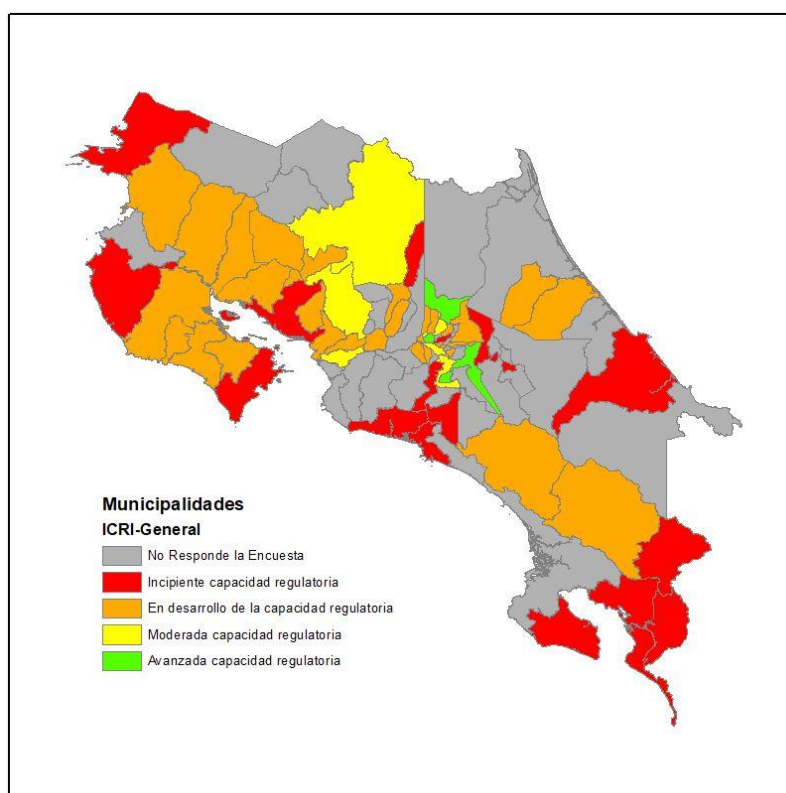 Municipalidades
ICRI-General
No Responde la Encuesta
Incipiente capacidad regulatoria
En desarrollo de la capacidad regulatoria
Moderada capacidad regulatoria
Avanzada capacidad regulatoria